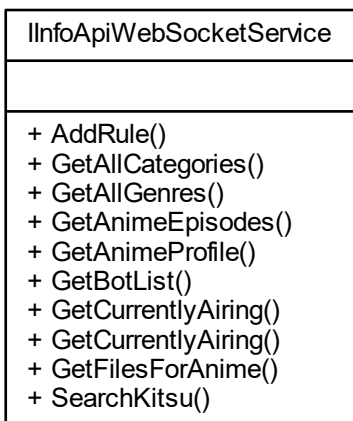 IInfoApiWebSocketService
+ AddRule()
+ GetAllCategories()
+ GetAllGenres()
+ GetAnimeEpisodes()
+ GetAnimeProfile()
+ GetBotList()
+ GetCurrentlyAiring()
+ GetCurrentlyAiring()
+ GetFilesForAnime()
+ SearchKitsu()